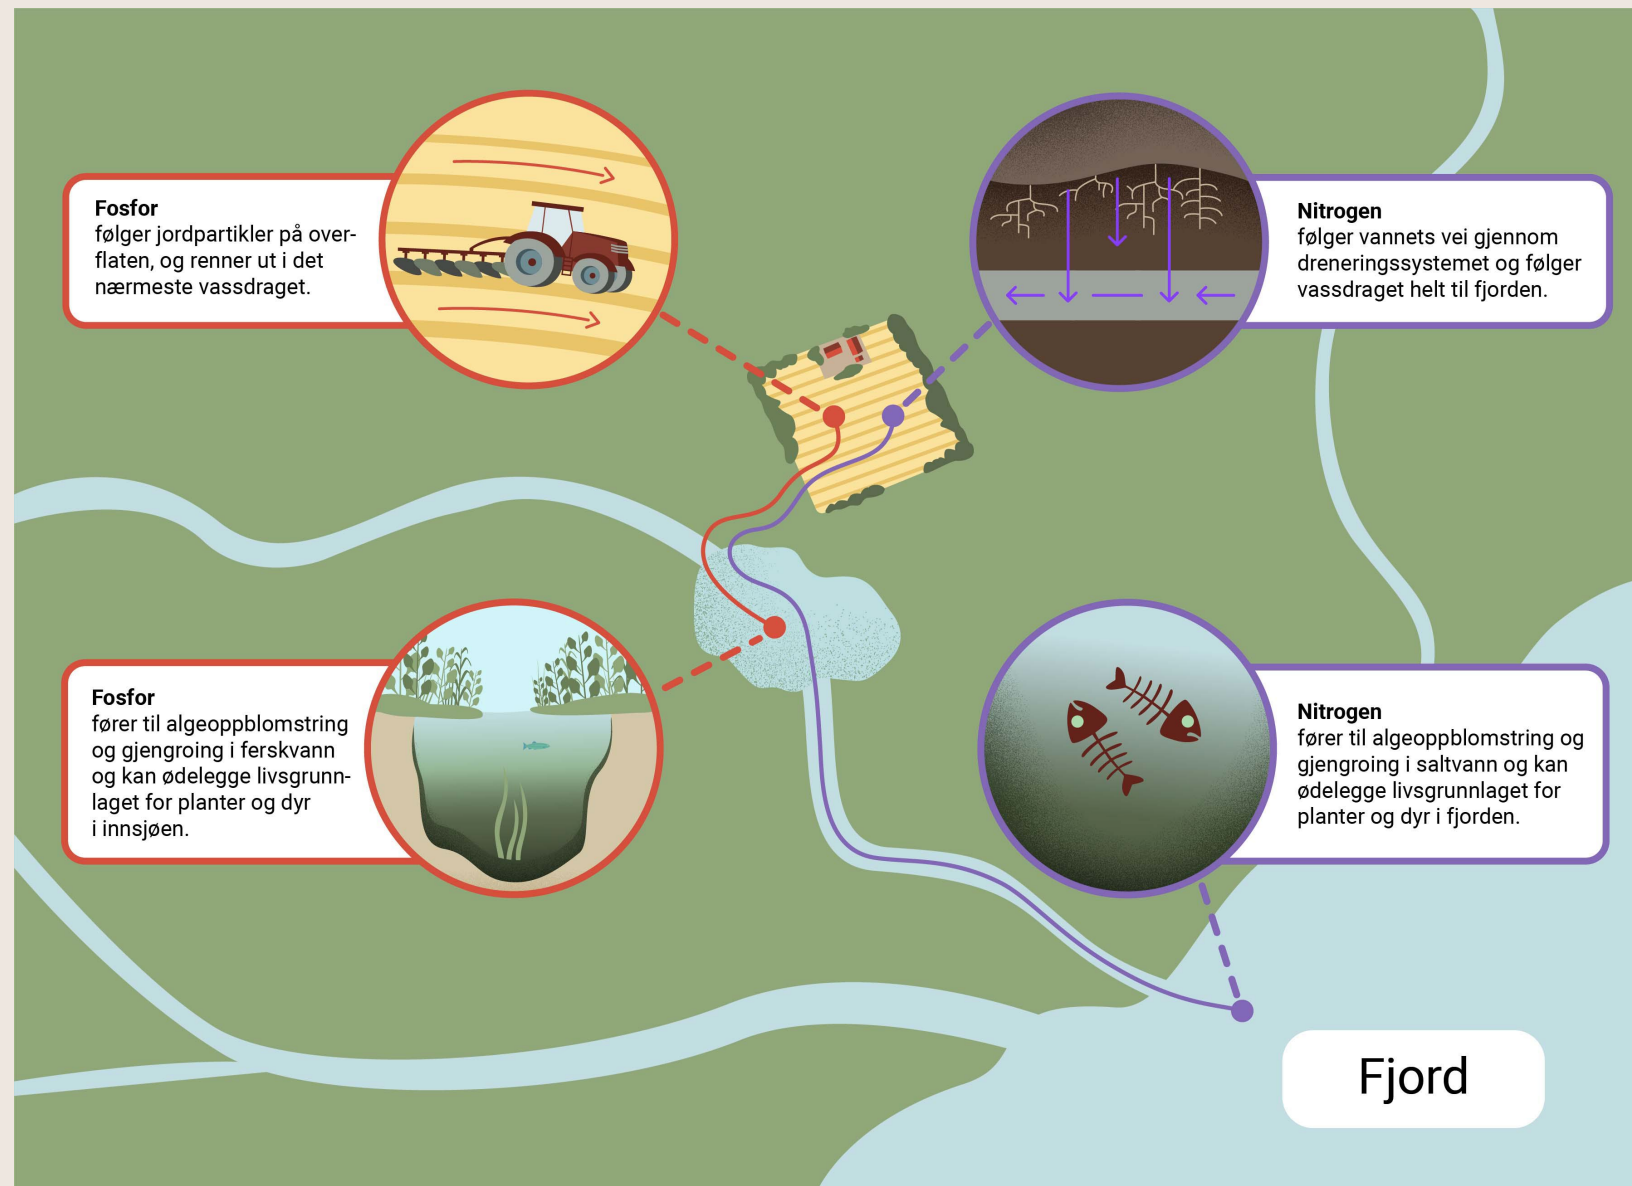 Fosfor
følger jordpartikler på over-
flaten, og renner ut i det
nærmeste vassdraget.
Nitrogen
følger vannets vei gjennom
dreneringssystemet og følger
vassdraget helt til fjorden.
Fosfor
fører til algeoppblomstring
og gjengroing i ferskvann
og kan ødelegge livsgrunn-
laget for planter og dyr
i innsjøen.
Nitrogen
fører til algeoppblomstring og
gjengroing i saltvann og kan
ødelegge livsgrunnlaget for
planter og dyr i fjorden.
Fjord